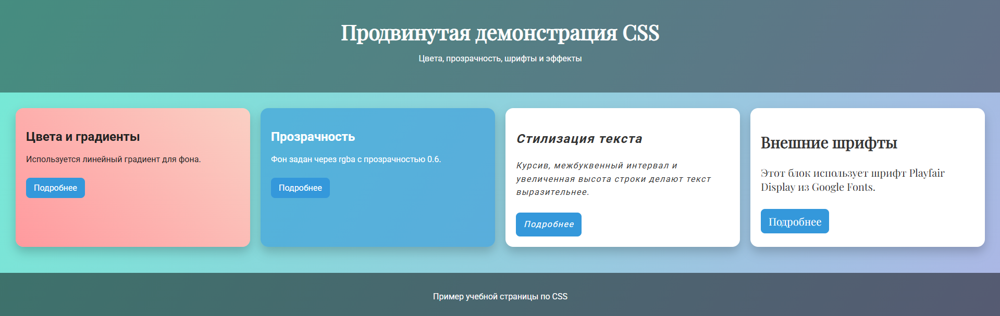 Продвинутая демонстрация CSS
Цвета, прозрачность, шрифты и эффекты
Цвета и градиенты
Используется линейный градиент для фона.
Подробнее
Прозрачность
Фон задан через rgba с прозрачностью 0.6.
Подробнее
Стилизация текста
Курсив, межбуквенный интервал и
увеличенная высота строки делают текст
выразительнее.
Подробнее
Внешние шрифты
Этот блок использует шрифт Playfair
Display из Google Fonts.
Подробнее
Пример учебной страницы по CSS